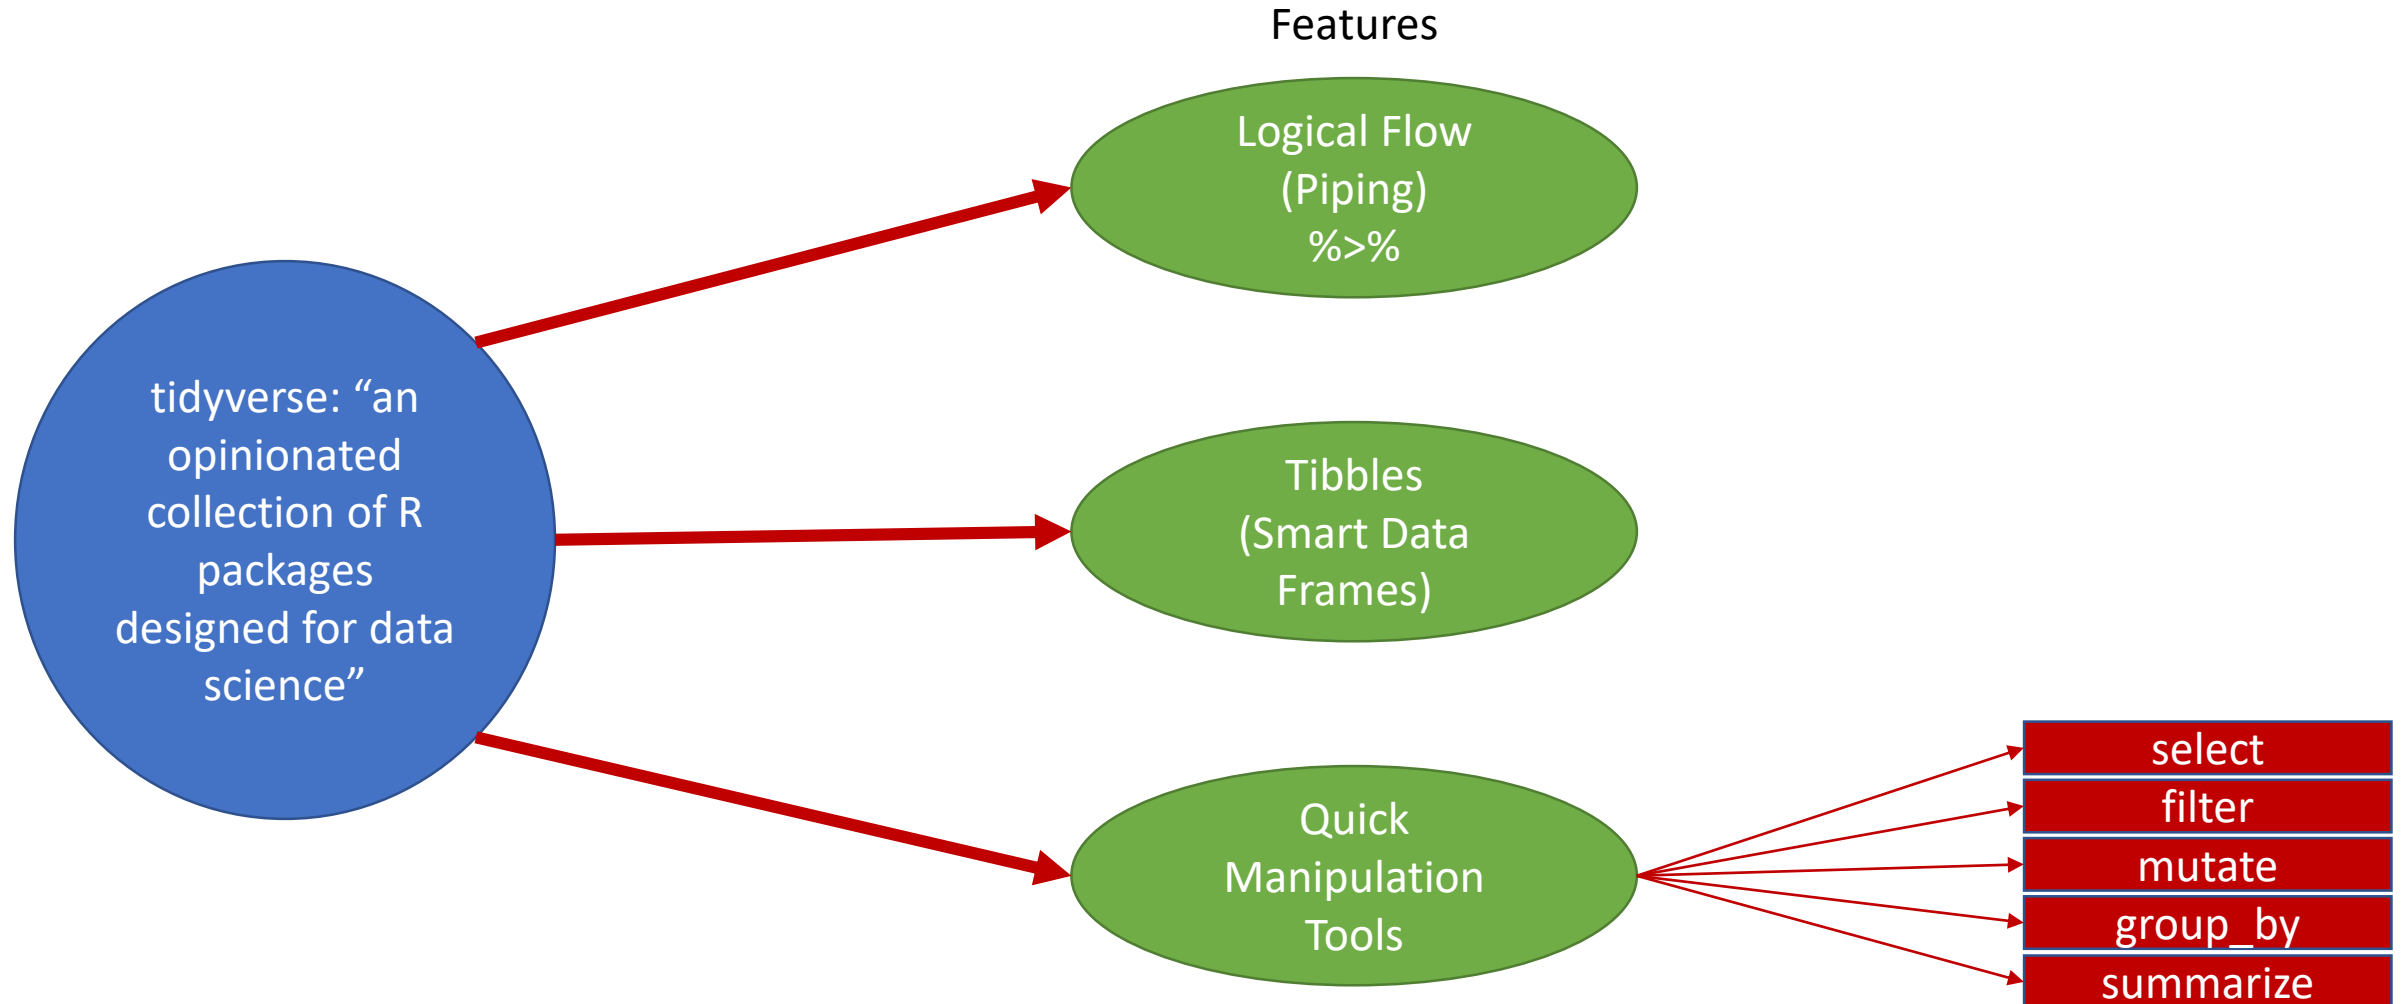 Features
Logical Flow
(Piping)
%>%
tidyverse: “an
opinionated
collection of R
packages
designed for data
science”
Tibbles
(Smart Data
Frames)
Quick
Manipulation
Tools
select
filter
mutate
group_by
summarize